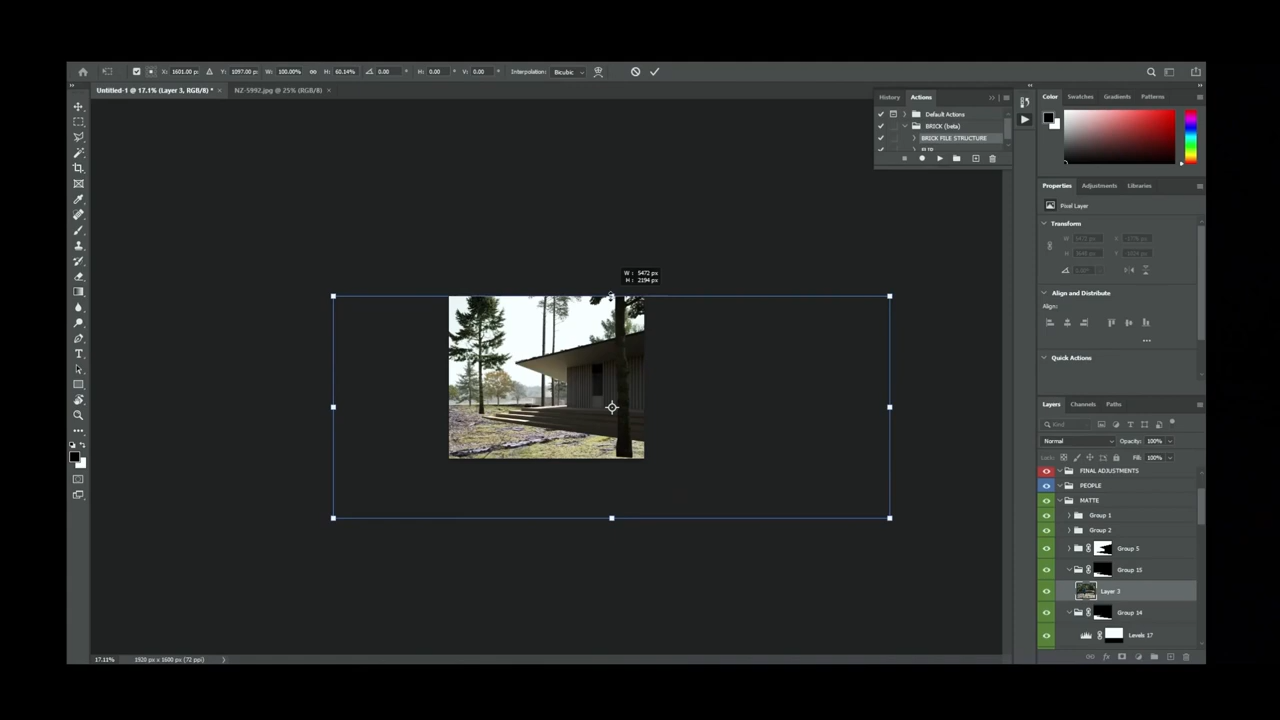 X: 1601.00 px Y: 1097.00 px W: 100.00% H: 60.14% 0.00 H: 0.00 V: 0.00 Interpolation: Bicubic
Untitled-1 @ 17.1% (Layer 3, RGB/8) * × NZ-5992.jpg @ 25% (RGB/8) ×
History Actions
Default Actions
BRICK (beta)
BRICK FILE STRUCTURE
FLIP
Color Swatches Gradients Patterns
Properties Adjustments Libraries
Pixel Layer
Transform
W H X Y
Align and Distribute
Align:
Quick Actions
W : 5472 px
H : 2194 px
Layers Channels Paths
Kind
Normal Opacity: 100%
Lock: Fill: 100%
FINAL ADJUSTMENTS
PEOPLE
MATTE
Group 1
Group 2
Group 5
Group 15
Layer 3
Group 14
Levels 17
17.11% 1920 px x 1600 px (72 ppi)